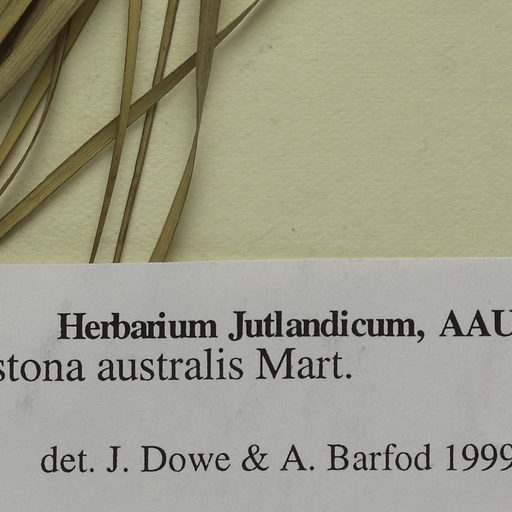 Herbarium Jutlandicum, AAU
stona australis Mart.
det. J. Dowe & A. Barfod 1999